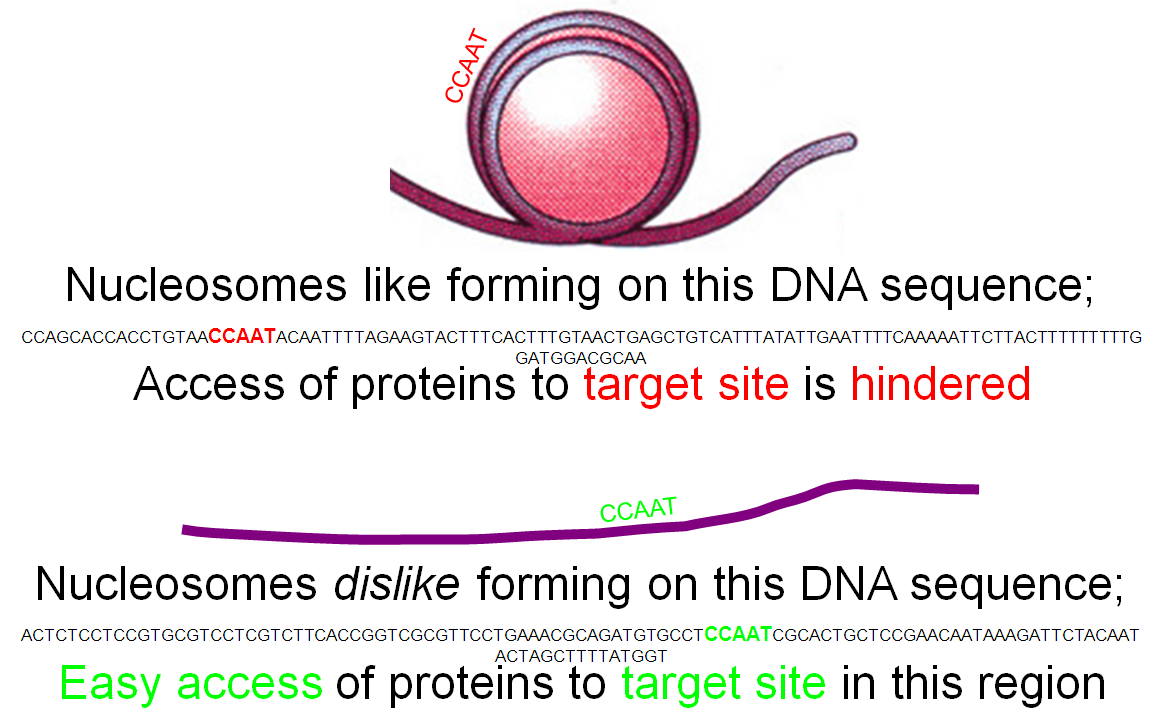 CCAAT
Nucleosomes like forming on this DNA sequence;
CCAGCACCACCTGTAACCAATACAATTTTAGAAGTACTTTCACTTTGTAACTGAGCTGTCATTTATATTGAATTTTCAAAAATTCTTACTTTTTTTTTG
GATGGACGCAA
Access of proteins to target site is hindered
CCAAT
Nucleosomes dislike forming on this DNA sequence;
ACTCTCCTCCGTGCGTCCTCGTCTTCACCGGTCGCGTTCCTGAAACGCAGATGTGCCTCCAATCGCACTGCTCCGAACAATAAAGATTCTACAAT
ACTAGCTTTTATGGT
Easy access of proteins to target site in this region